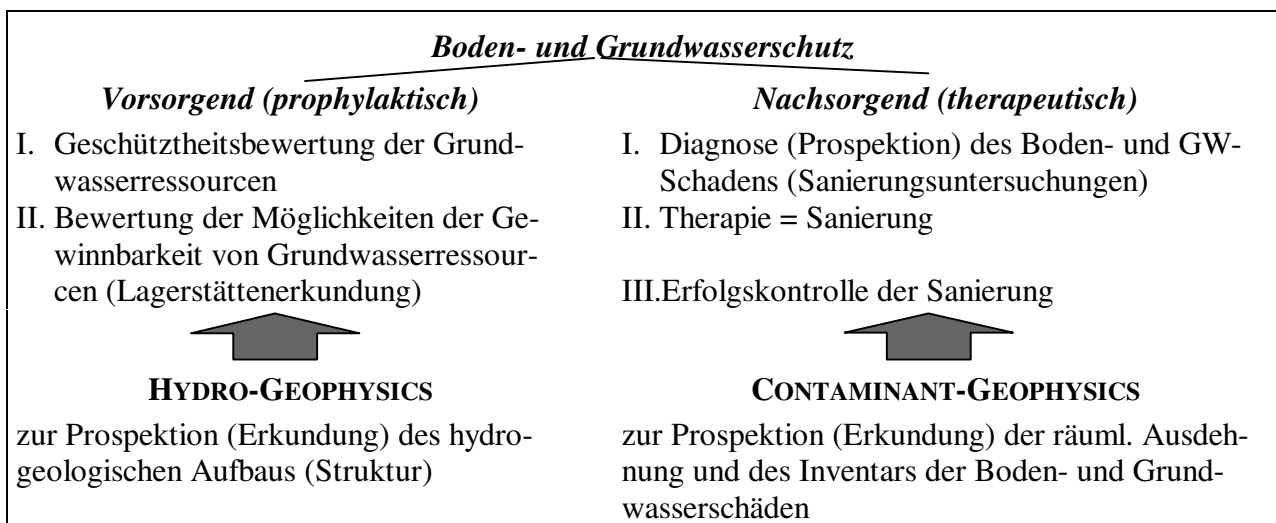 Boden- und Grundwasserschutz
Vorsorgend (prophylaktisch)
I. Geschütztheitsbewertung der Grund-
wasserressourcen
II. Bewertung der Möglichkeiten der Ge-
winnbarkeit von Grundwasserressour-
cen (Lagerstättenerkundung)
HYDRO-GEOPHYSICS
zur Prospektion (Erkundung) des hydro-
geologischen Aufbaus (Struktur)
Nachsorgend (therapeutisch)
I. Diagnose (Prospektion) des Boden- und GW-
Schadens (Sanierungsuntersuchungen)
II. Therapie = Sanierung
III.Erfolgskontrolle der Sanierung
CONTAMINANT-GEOPHYSICS
zur Prospektion (Erkundung) der räuml. Ausdeh-
nung und des Inventars der Boden- und Grund-
wasserschäden